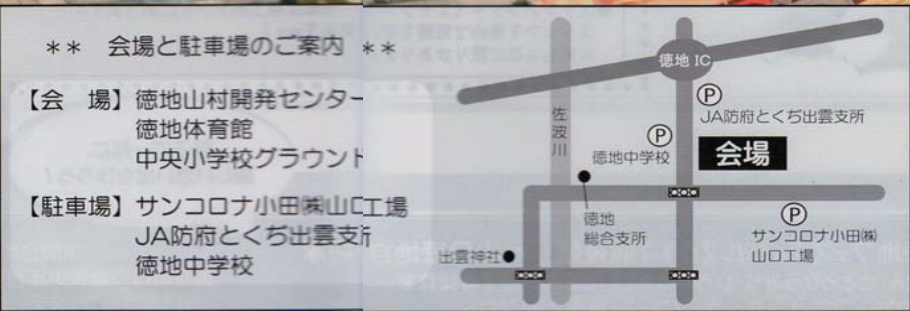 ** 会場と駐車場のご案内 **
【会 場】徳地山村開発センター
徳地体育館
中央小学校グラウンド
【駐車場】サンコロナ小田㈱山口工場
JA防府とくぢ出雲支所
徳地中学校
徳地 IC
Ⓟ
JA防府とくぢ出雲支所
佐波川
Ⓟ
徳地中学校
会場
徳地
総合支所
Ⓟ
サンコロナ小田㈱
山口工場
出雲神社